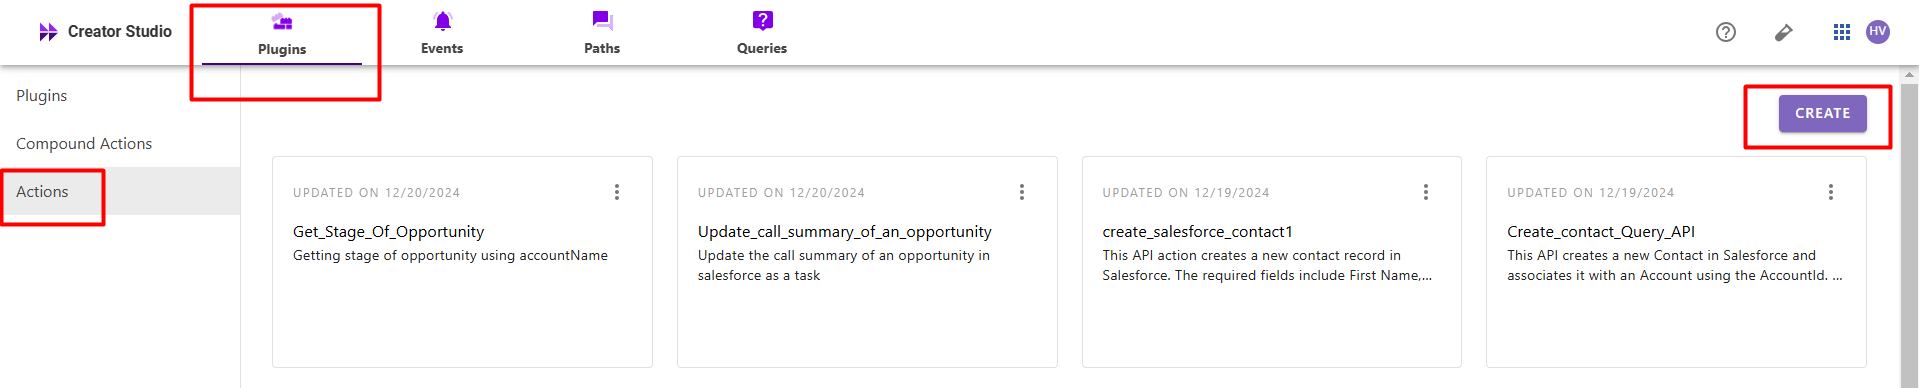 Creator Studio
Plugins
Events
Paths
Queries
HV
Plugins
Compound Actions
Actions
CREATE
UPDATED ON 12/20/2024
Get_Stage_Of_Opportunity
Getting stage of opportunity using accountName
UPDATED ON 12/20/2024
Update_call_summary_of_an_opportunity
Update the call summary of an opportunity in
salesforce as a task
UPDATED ON 12/19/2024
create_salesforce_contact1
This API action creates a new contact record in
Salesforce. The required fields include First Name,...
UPDATED ON 12/19/2024
Create_contact_Query_API
This API creates a new Contact in Salesforce and
associates it with an Account using the AccountId. ...